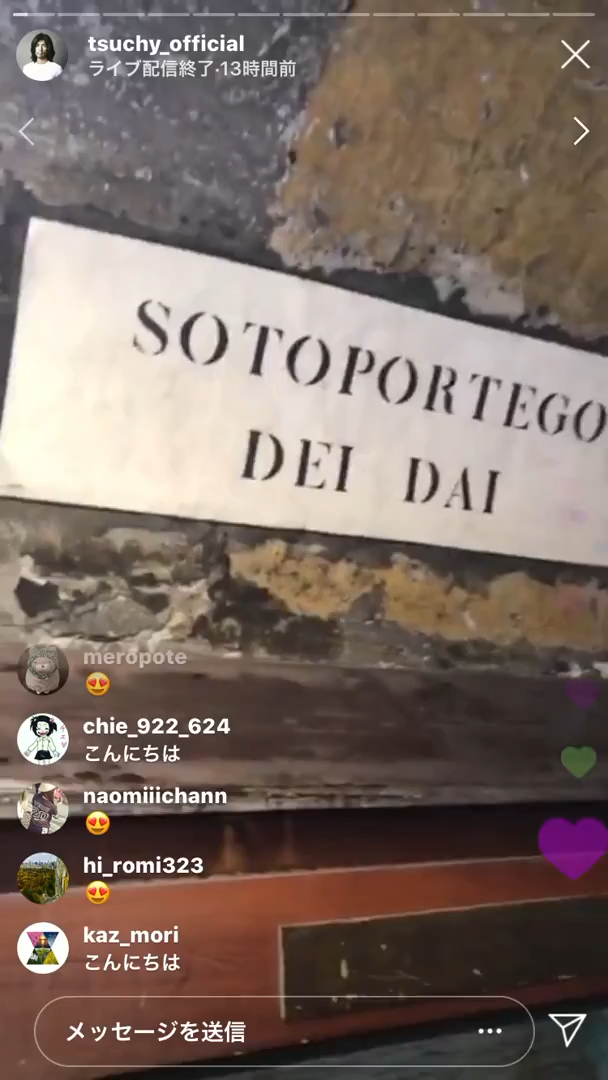 tsuchy_official
ライブ配信終了·13時間前
SOTOPORTEGO
DEI DAI
meropote
😍
chie_922_624
こんにちは
naomiiichann
😍
hi_romi323
😍
kaz_mori
こんにちは
メッセージを送信